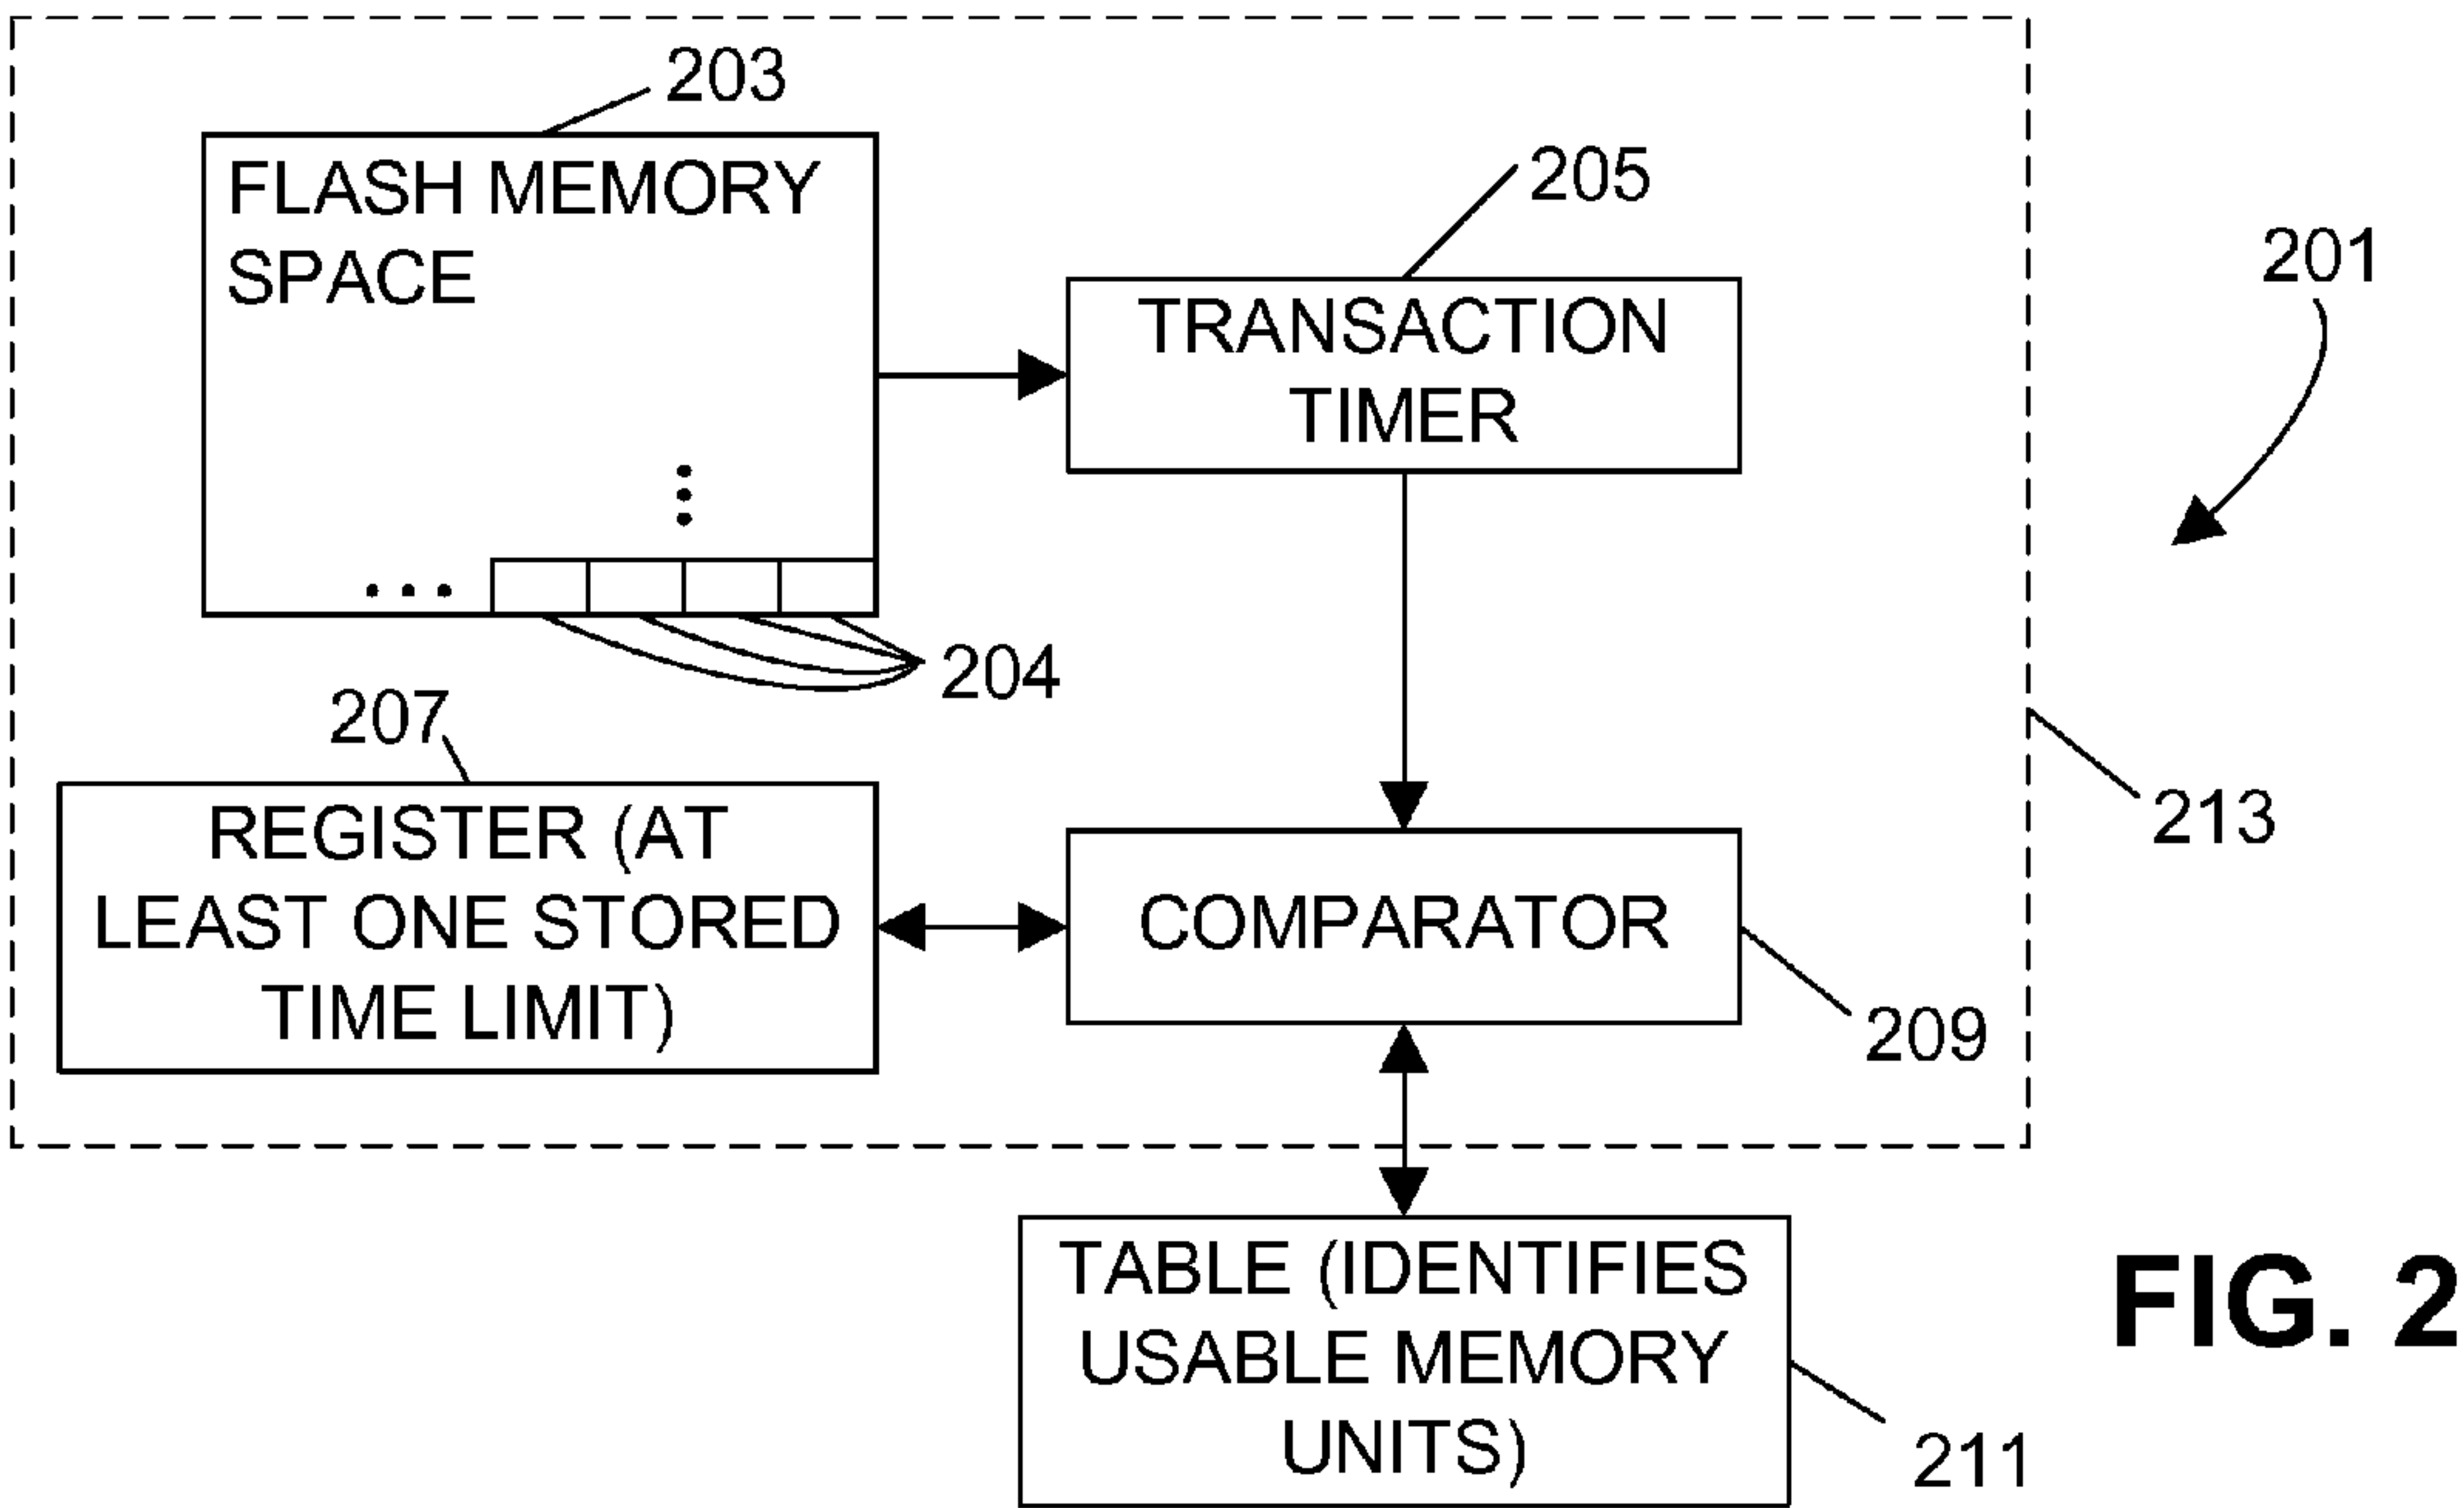 203
FLASH MEMORY
SPACE
205
TRANSACTION
TIMER
201
204
207
REGISTER (AT
LEAST ONE STORED
TIME LIMIT)
COMPARATOR
213
209
TABLE (IDENTIFIES
USABLE MEMORY
UNITS)
211
FIG. 2